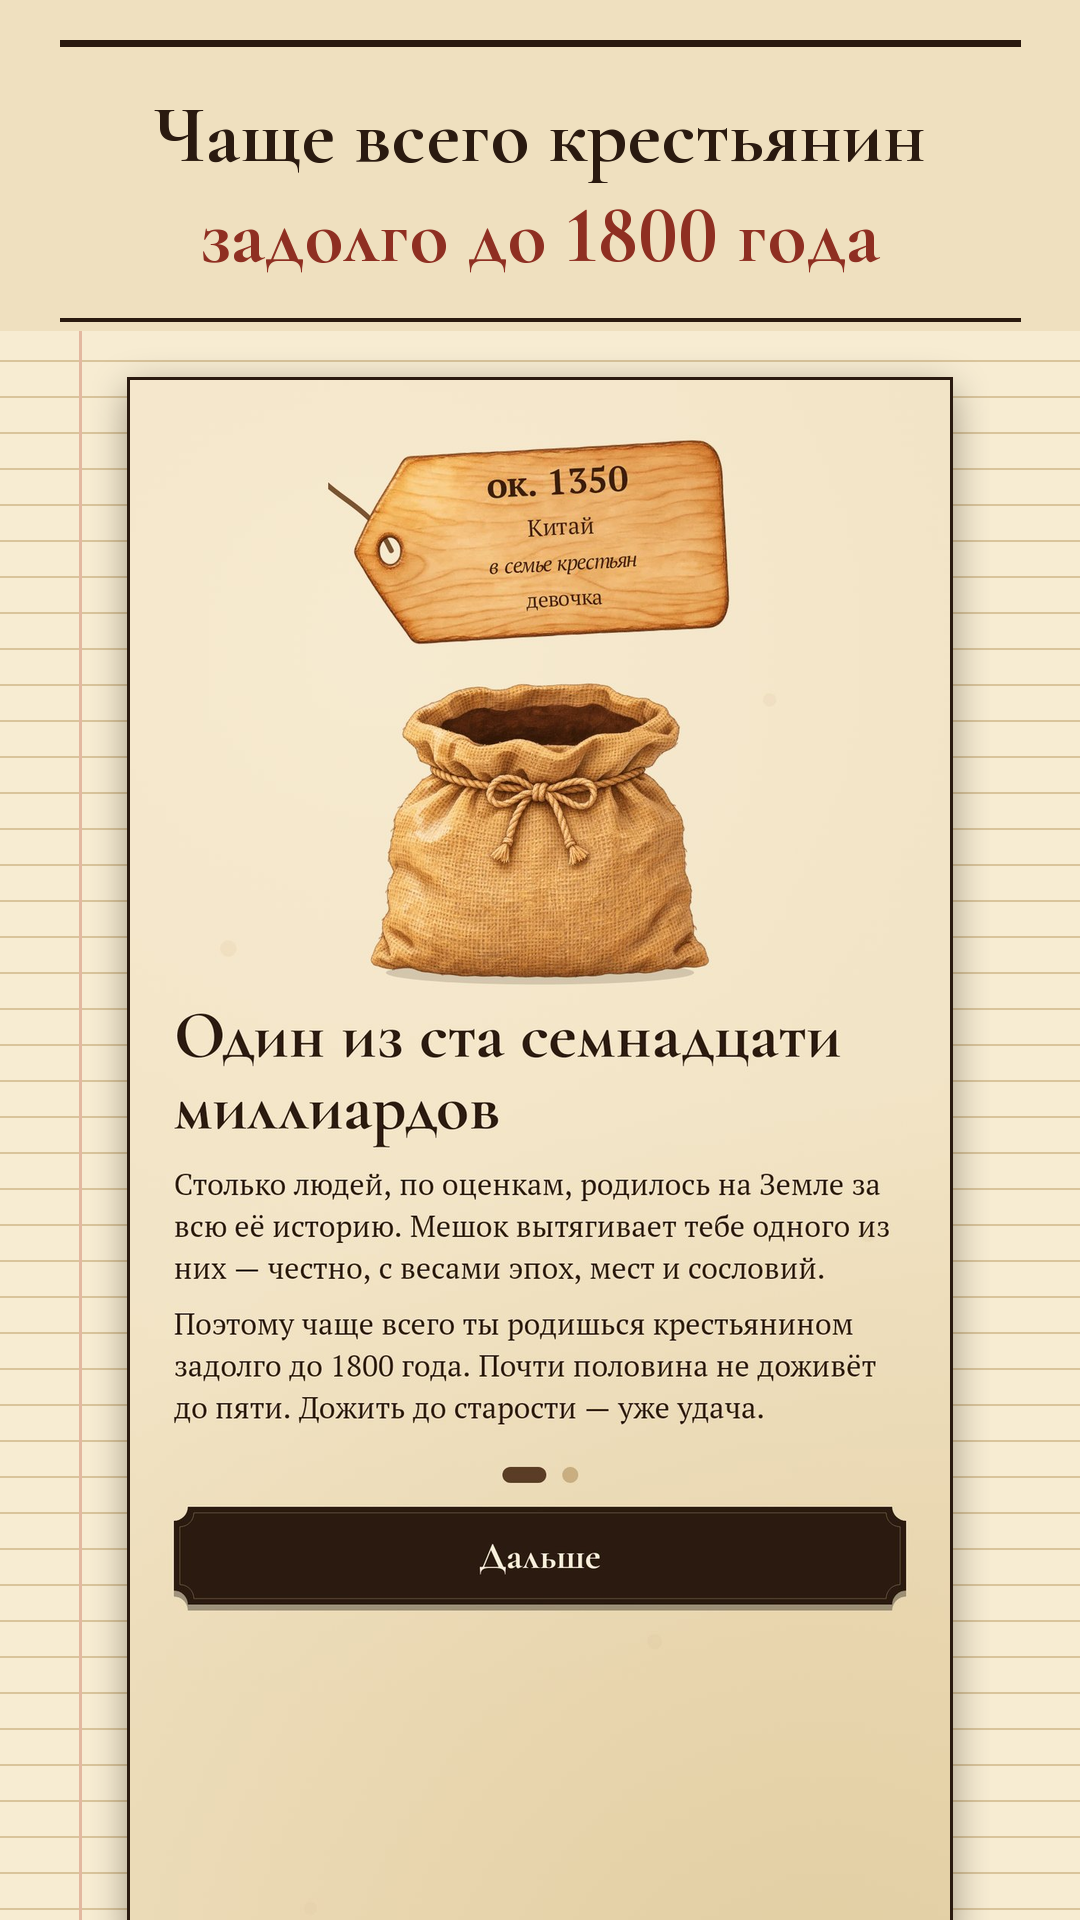 Чаще всего крестьянин
задолго до 1800 года
ок. 1350
Китай
в семье крестьян
девочка
Один из ста семнадцати
миллиардов
Столько людей, по оценкам, родилось на Земле за
всю её историю. Мешок вытягивает тебе одного из
них — честно, с весами эпох, мест и сословий.
Поэтому чаще всего ты родишься крестьянином
задолго до 1800 года. Почти половина не доживёт
до пяти. Дожить до старости — уже удача.
Дальше